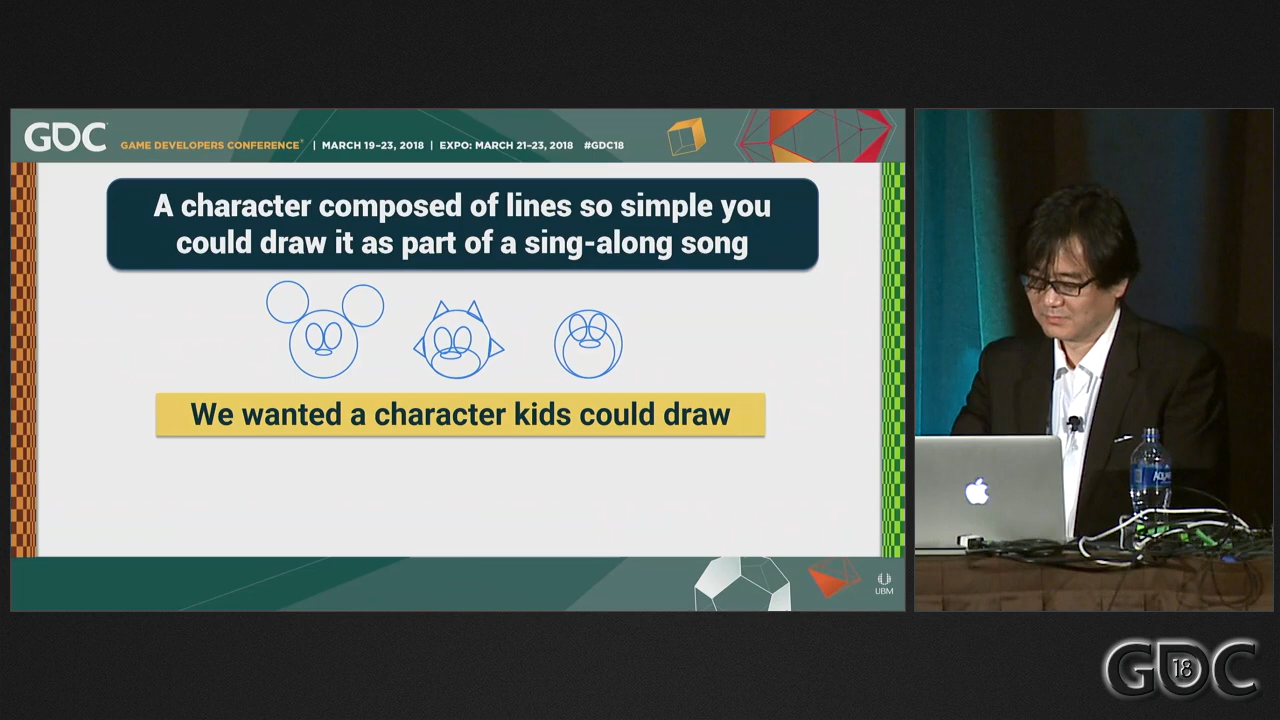 GDC
GAME DEVELOPERS CONFERENCE® | MARCH 19–23, 2018 | EXPO: MARCH 21–23, 2018 #GDC18
A character composed of lines so simple you
could draw it as part of a sing-along song
We wanted a character kids could draw
UBM
GDC
18